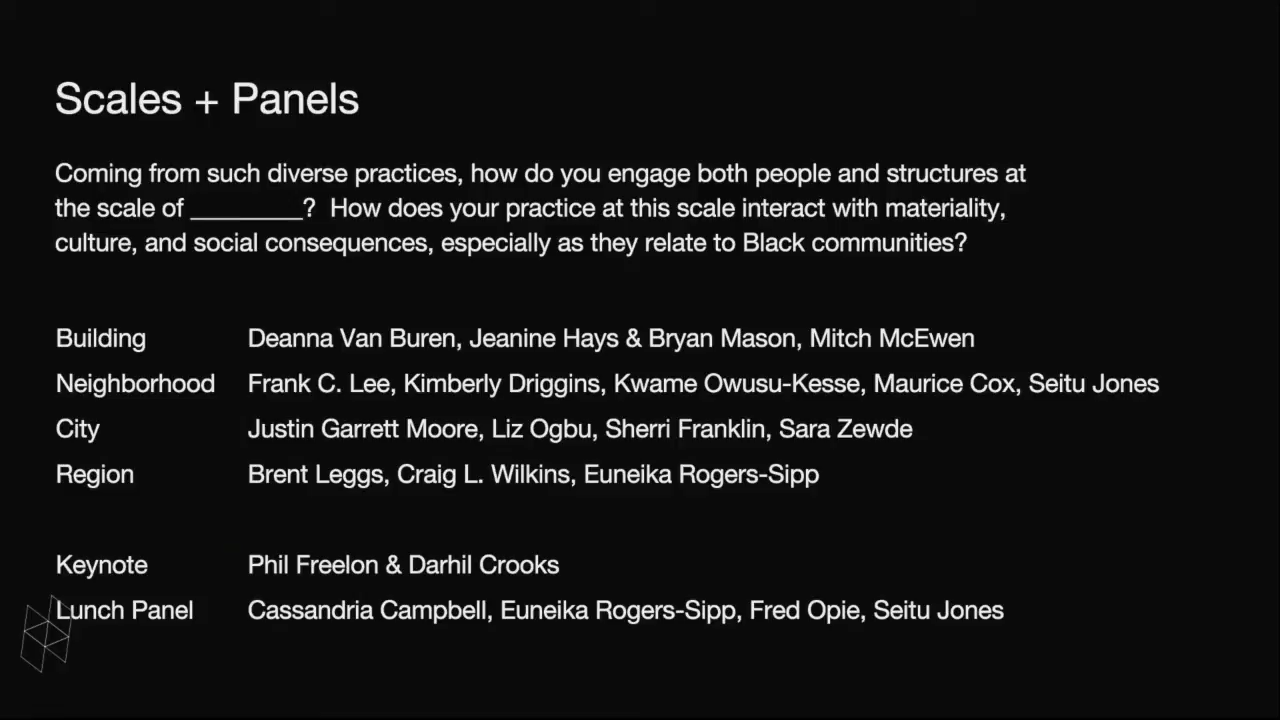 Scales + Panels
Coming from such diverse practices, how do you engage both people and structures at
the scale of ________? How does your practice at this scale interact with materiality,
culture, and social consequences, especially as they relate to Black communities?
Building Deanna Van Buren, Jeanine Hays & Bryan Mason, Mitch McEwen
Neighborhood Frank C. Lee, Kimberly Driggins, Kwame Owusu-Kesse, Maurice Cox, Seitu Jones
City Justin Garrett Moore, Liz Ogbu, Sherri Franklin, Sara Zewde
Region Brent Leggs, Craig L. Wilkins, Euneika Rogers-Sipp
Keynote Phil Freelon & Darhil Crooks
Lunch Panel Cassandria Campbell, Euneika Rogers-Sipp, Fred Opie, Seitu Jones